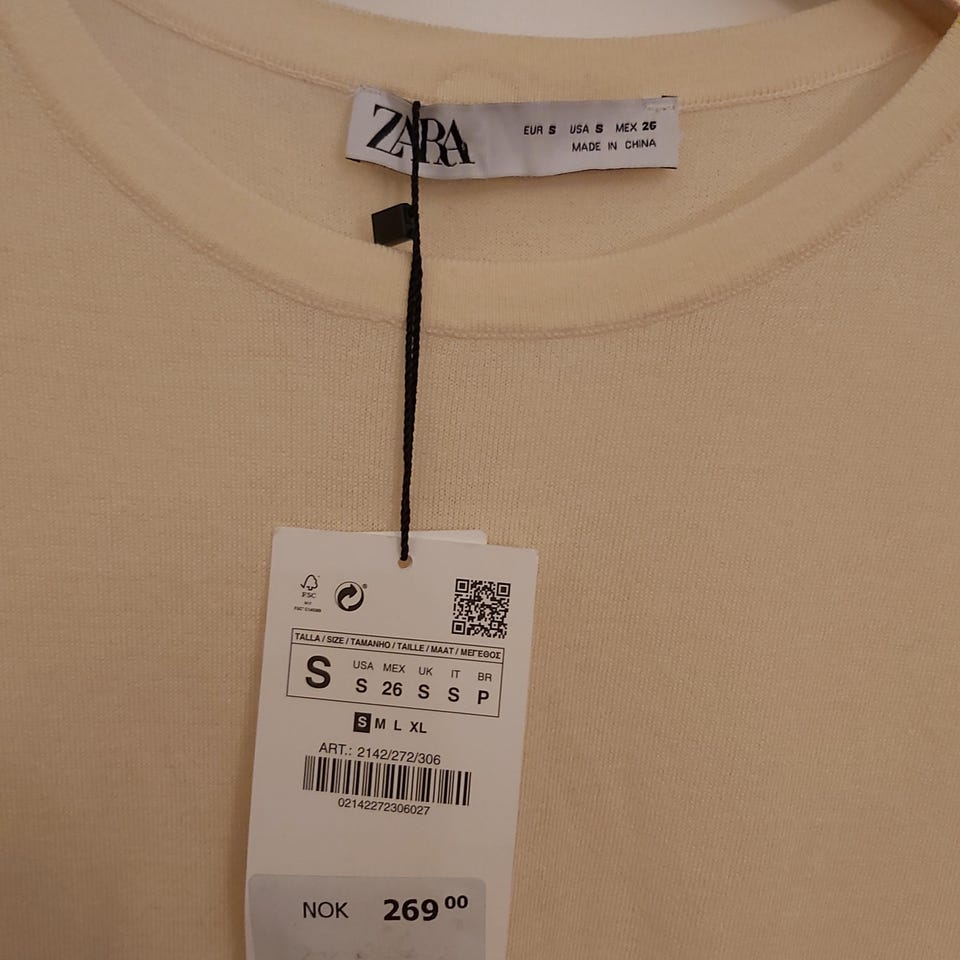 ZARA
EUR S USA S MEX 26
MADE IN CHINA
FSC
TALLA / SIZE / TAMANHO / TAILLE / MAAT / ΜΕΓΕΘΟΣ
S
USA MEX UK IT BR
S 26 S S P
S M L XL
ART.: 2142/272/306
02142272306027
NOK 269 00